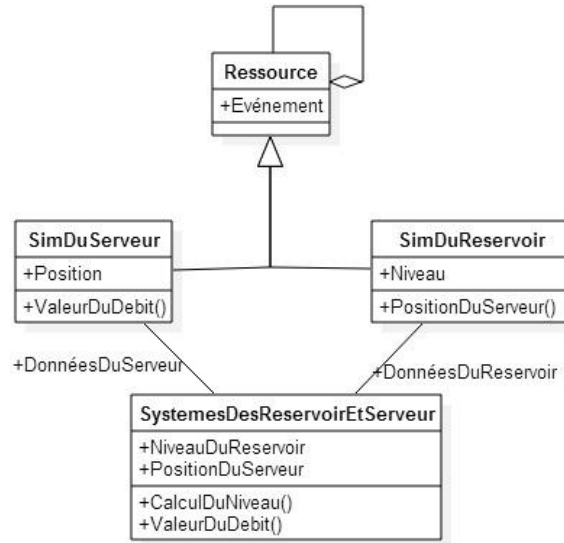 Ressource
+Evénement
SimDuServeur
+Position
+ValeurDuDebit()
SimDuReservoir
+Niveau
+PositionDuServeur()
+DonnéesDuServeur
+DonnéesDuReservoir
SystemesDesReservoirEtServeur
+NiveauDuReservoir
+PositionDuServeur
+CalculDuNiveau()
+ValeurDuDebit()